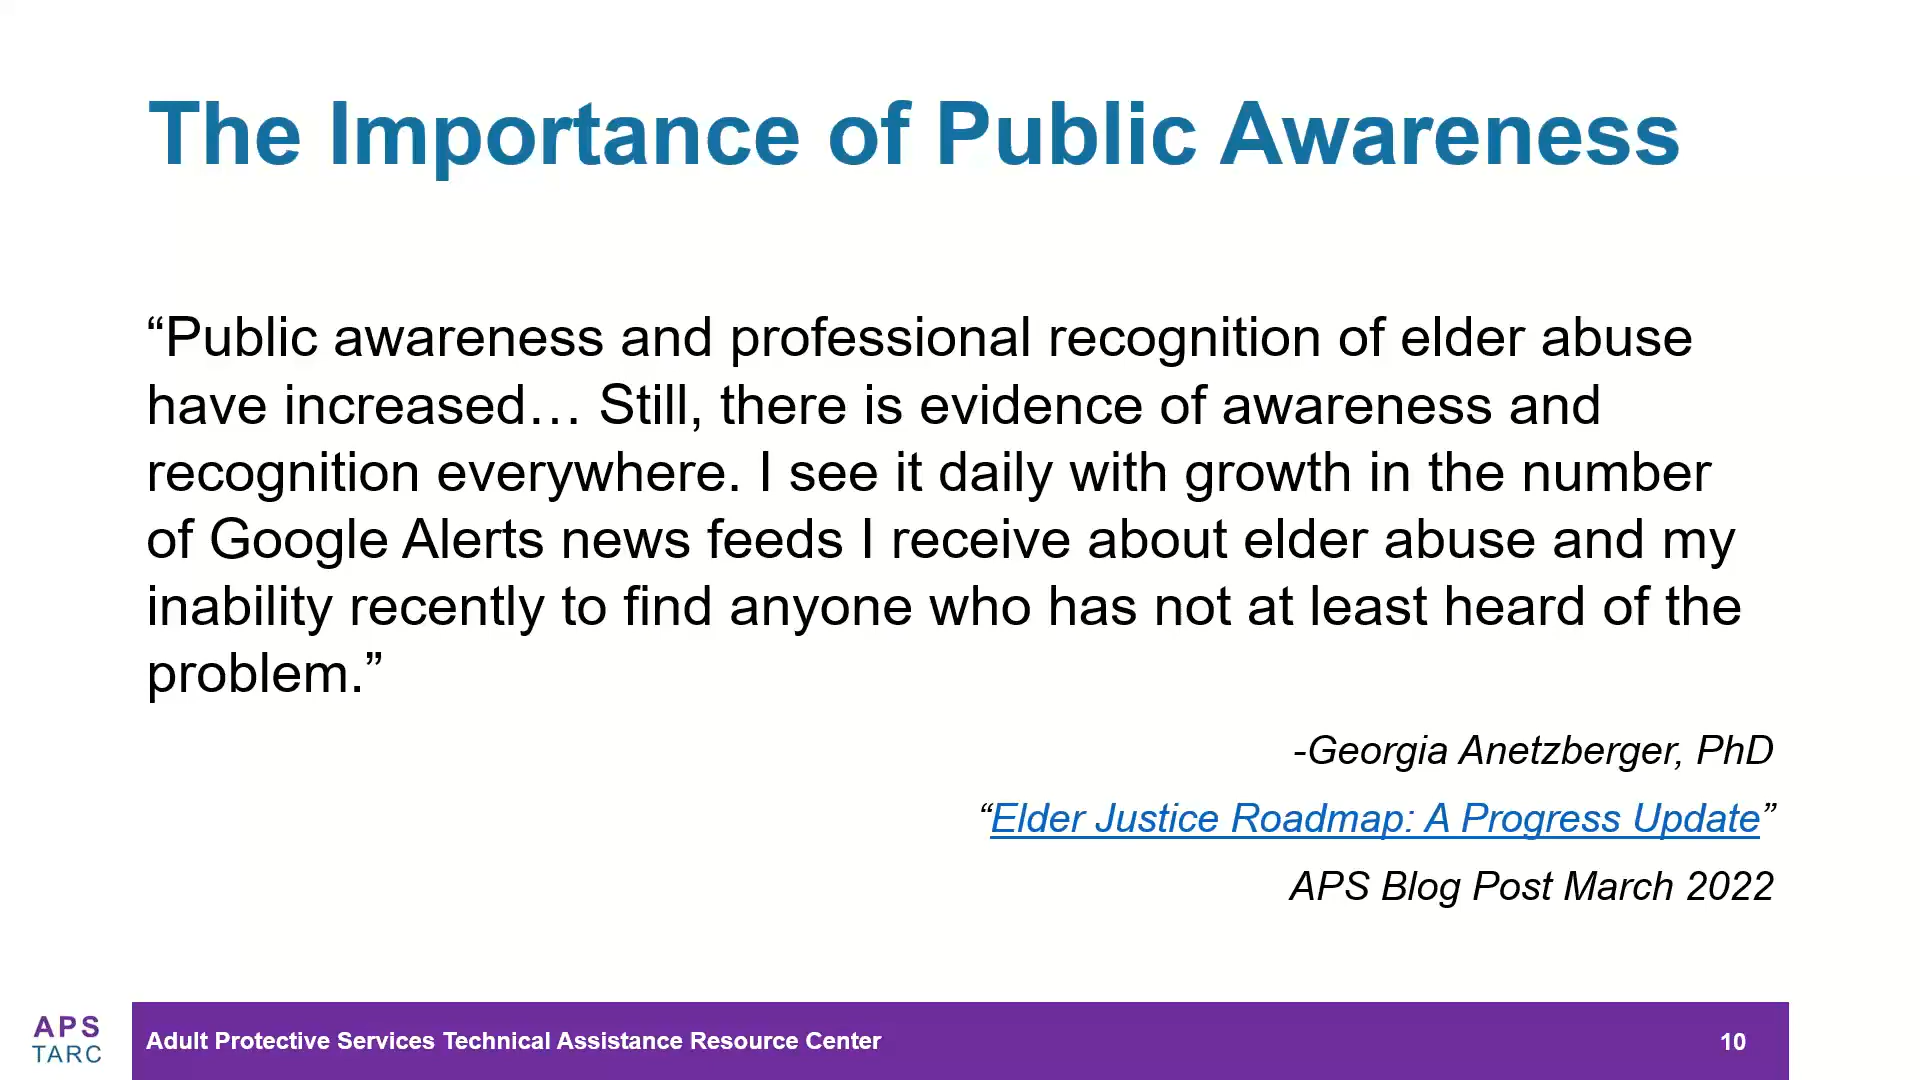 The Importance of Public Awareness
“Public awareness and professional recognition of elder abuse
have increased… Still, there is evidence of awareness and
recognition everywhere. I see it daily with growth in the number
of Google Alerts news feeds I receive about elder abuse and my
inability recently to find anyone who has not at least heard of the
problem.”
-Georgia Anetzberger, PhD
“Elder Justice Roadmap: A Progress Update”
APS Blog Post March 2022
APS
TARC
Adult Protective Services Technical Assistance Resource Center
10